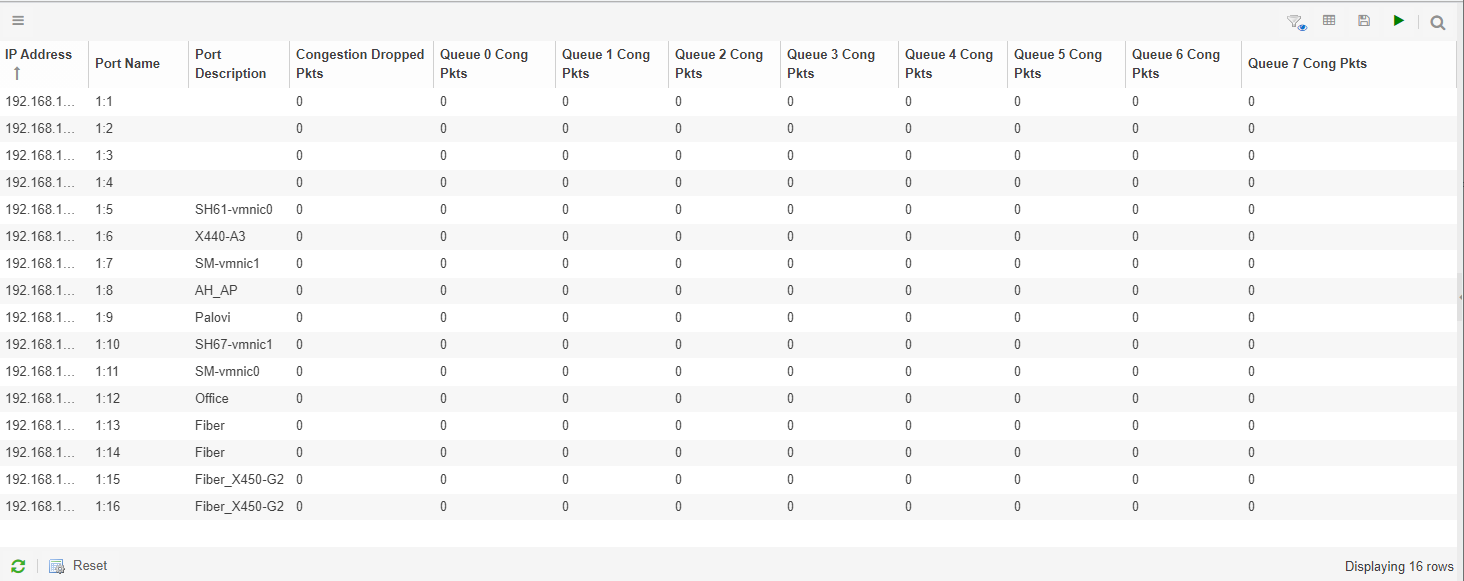 IP Address Port Name Port Description Congestion Dropped Pkts Queue 0 Cong Pkts Queue 1 Cong Pkts Queue 2 Cong Pkts Queue 3 Cong Pkts Queue 4 Cong Pkts Queue 5 Cong Pkts Queue 6 Cong Pkts Queue 7 Cong Pkts
192.168.1... 1:1 0 0 0 0 0 0 0 0 0
192.168.1... 1:2 0 0 0 0 0 0 0 0 0
192.168.1... 1:3 0 0 0 0 0 0 0 0 0
192.168.1... 1:4 0 0 0 0 0 0 0 0 0
192.168.1... 1:5 SH61-vmnic0 0 0 0 0 0 0 0 0 0
192.168.1... 1:6 X440-A3 0 0 0 0 0 0 0 0 0
192.168.1... 1:7 SM-vmnic1 0 0 0 0 0 0 0 0 0
192.168.1... 1:8 AH_AP 0 0 0 0 0 0 0 0 0
192.168.1... 1:9 Palovi 0 0 0 0 0 0 0 0 0
192.168.1... 1:10 SH67-vmnic1 0 0 0 0 0 0 0 0 0
192.168.1... 1:11 SM-vmnic0 0 0 0 0 0 0 0 0 0
192.168.1... 1:12 Office 0 0 0 0 0 0 0 0 0
192.168.1... 1:13 Fiber 0 0 0 0 0 0 0 0 0
192.168.1... 1:14 Fiber 0 0 0 0 0 0 0 0 0
192.168.1... 1:15 Fiber_X450-G2 0 0 0 0 0 0 0 0 0
192.168.1... 1:16 Fiber_X450-G2 0 0 0 0 0 0 0 0 0
Reset Displaying 16 rows